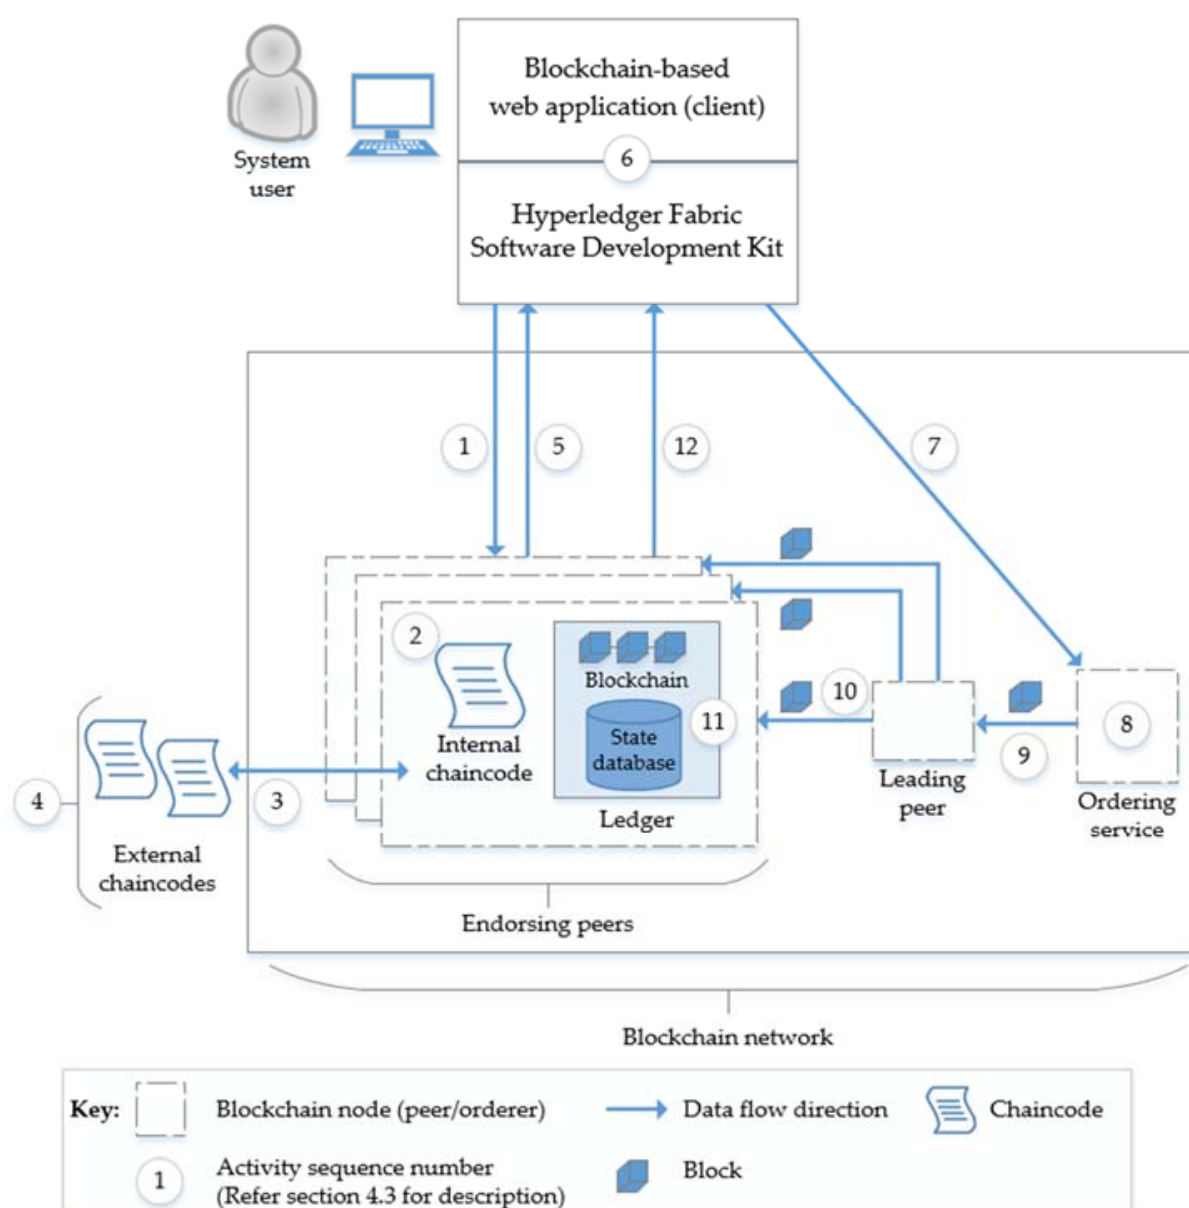 Blockchain-based
web application (client)
6
Hyperledger Fabric
Software Development Kit
System
user
1
5
12
7
2
Blockchain
11
State
database
Internal
chaincode
Ledger
10
Leading
peer
9
8
Ordering
service
3
4
External
chaincodes
Endorsing peers
Blockchain network
Key:
Blockchain node (peer/orderer)
Data flow direction
Chaincode
1
Activity sequence number
(Refer section 4.3 for description)
Block